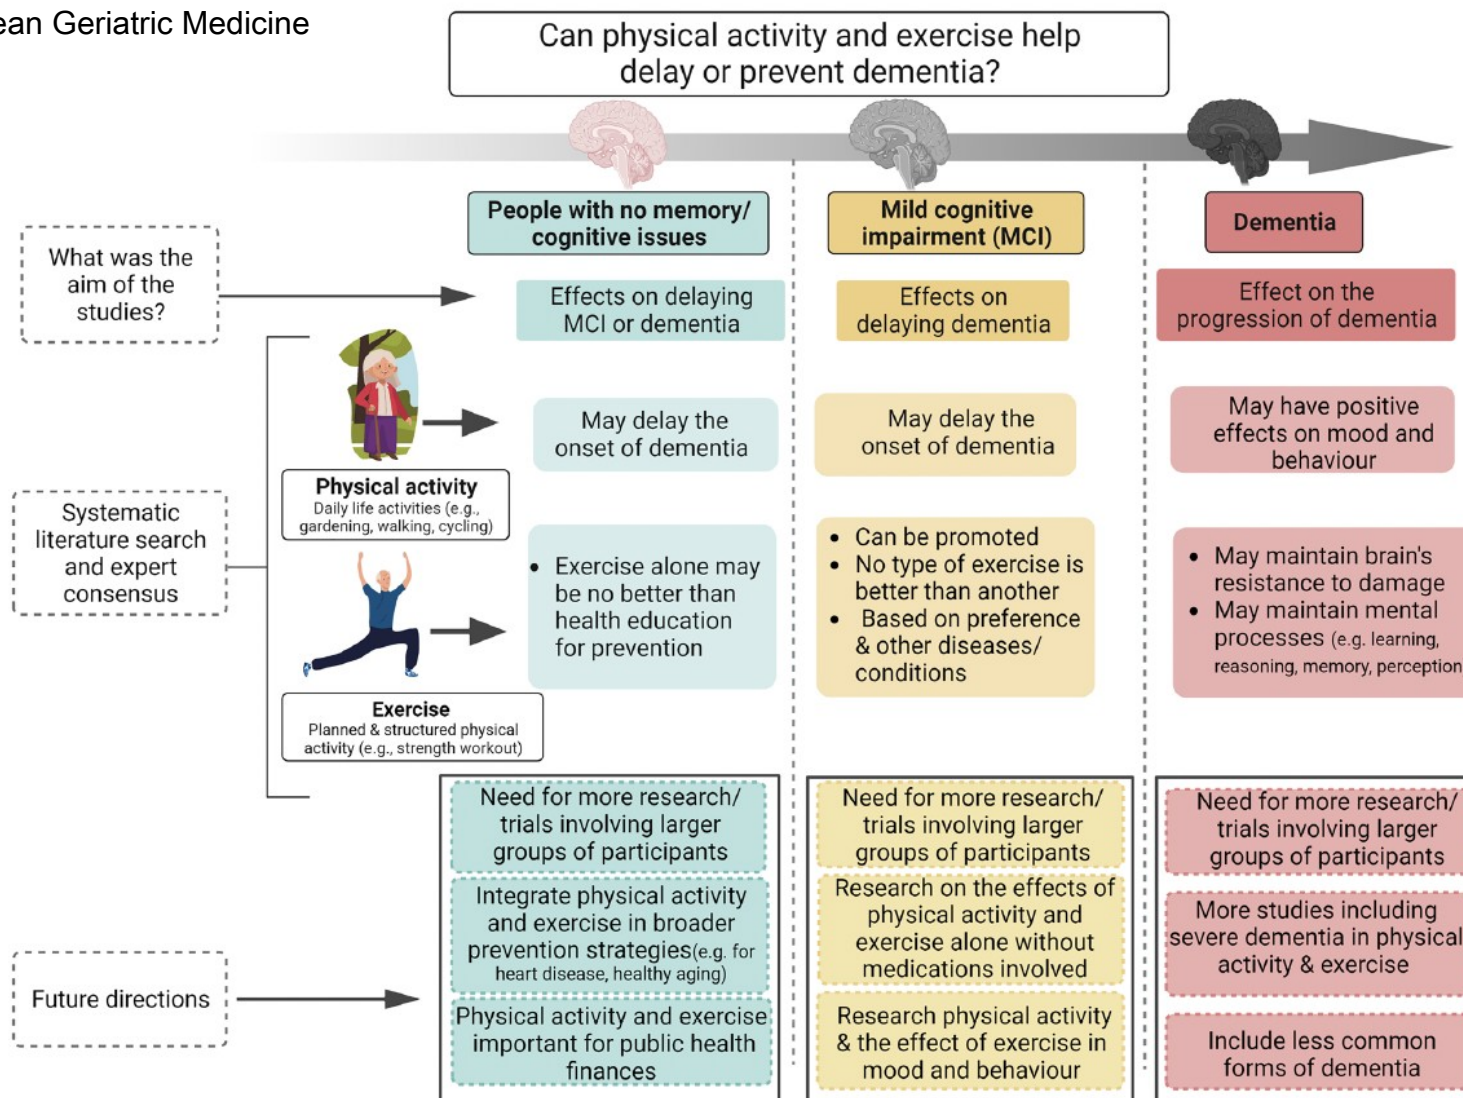 ean Geriatric Medicine
Can physical activity and exercise help
delay or prevent dementia?
People with no memory/
cognitive issues
Mild cognitive
impairment (MCI)
Dementia
What was the
aim of the
studies?
Effects on delaying
MCI or dementia
Effects on
delaying dementia
Effect on the
progression of dementia
Systematic
literature search
and expert
consensus
Physical activity
Daily life activities (e.g.,
gardening, walking, cycling)
May delay the
onset of dementia
May delay the
onset of dementia
May have positive
effects on mood and
behaviour
Exercise
Planned & structured physical
activity (e.g., strength workout)
• Exercise alone may
be no better than
health education
for prevention
• Can be promoted
• No type of exercise is
better than another
• Based on preference
& other diseases/
conditions
• May maintain brain's
resistance to damage
• May maintain mental
processes (e.g. learning,
reasoning, memory, perception
Future directions
Need for more research/
trials involving larger
groups of participants
Integrate physical activity
and exercise in broader
prevention strategies(e.g. for
heart disease, healthy aging)
Physical activity and exercise
important for public health
finances
Need for more research/
trials involving larger
groups of participants
Research on the effects of
physical activity and
exercise alone without
medications involved
Research physical activity
& the effect of exercise in
mood and behaviour
Need for more research/
trials involving larger
groups of participants
More studies including
severe dementia in physical
activity & exercise
Include less common
forms of dementia